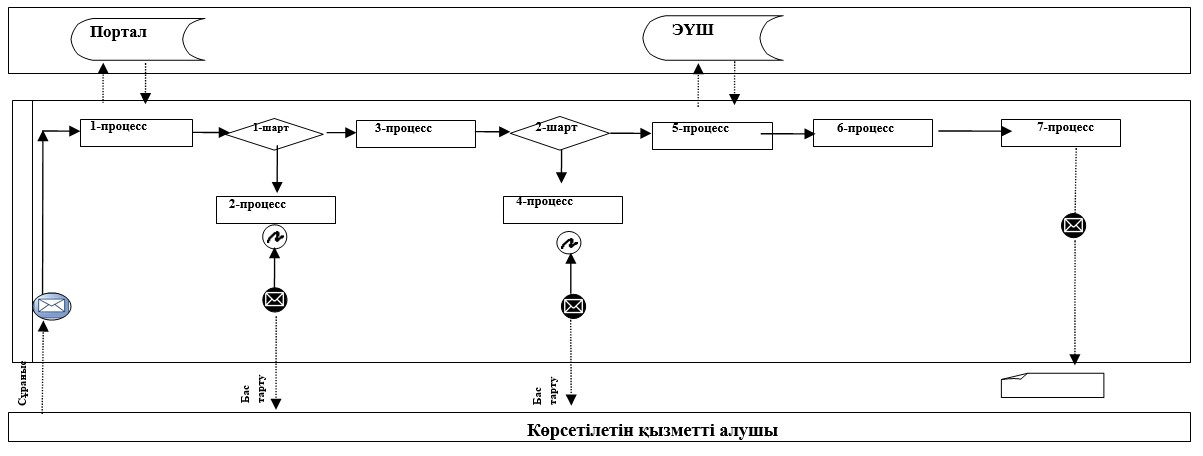 Портал
ЭҮШ
1-процесс
1-шарт
3-процесс
2-шарт
5-процесс
6-процесс
7-процесс
2-процесс
4-процесс
Сұраныс
Бас
тарту
Бас
тарту
Көрсетілетін қызметті алушы